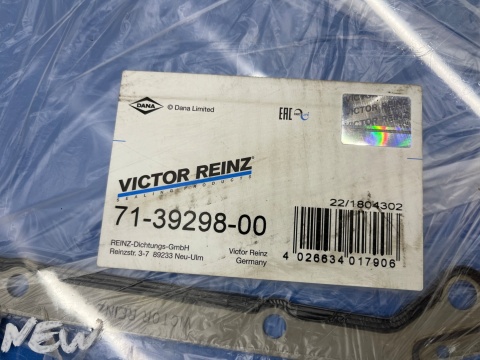 DANA
© Dana Limited
EAC
VICTOR REINZ®
SEALING PRODUCTS
71-39298-00
REINZ-Dichtungs-GmbH
Reinzstr. 3-7 89233 Neu-Ulm
Victor Reinz
Germany
22/1804302
4 026634 017906
VICTOR REINZ
NEW